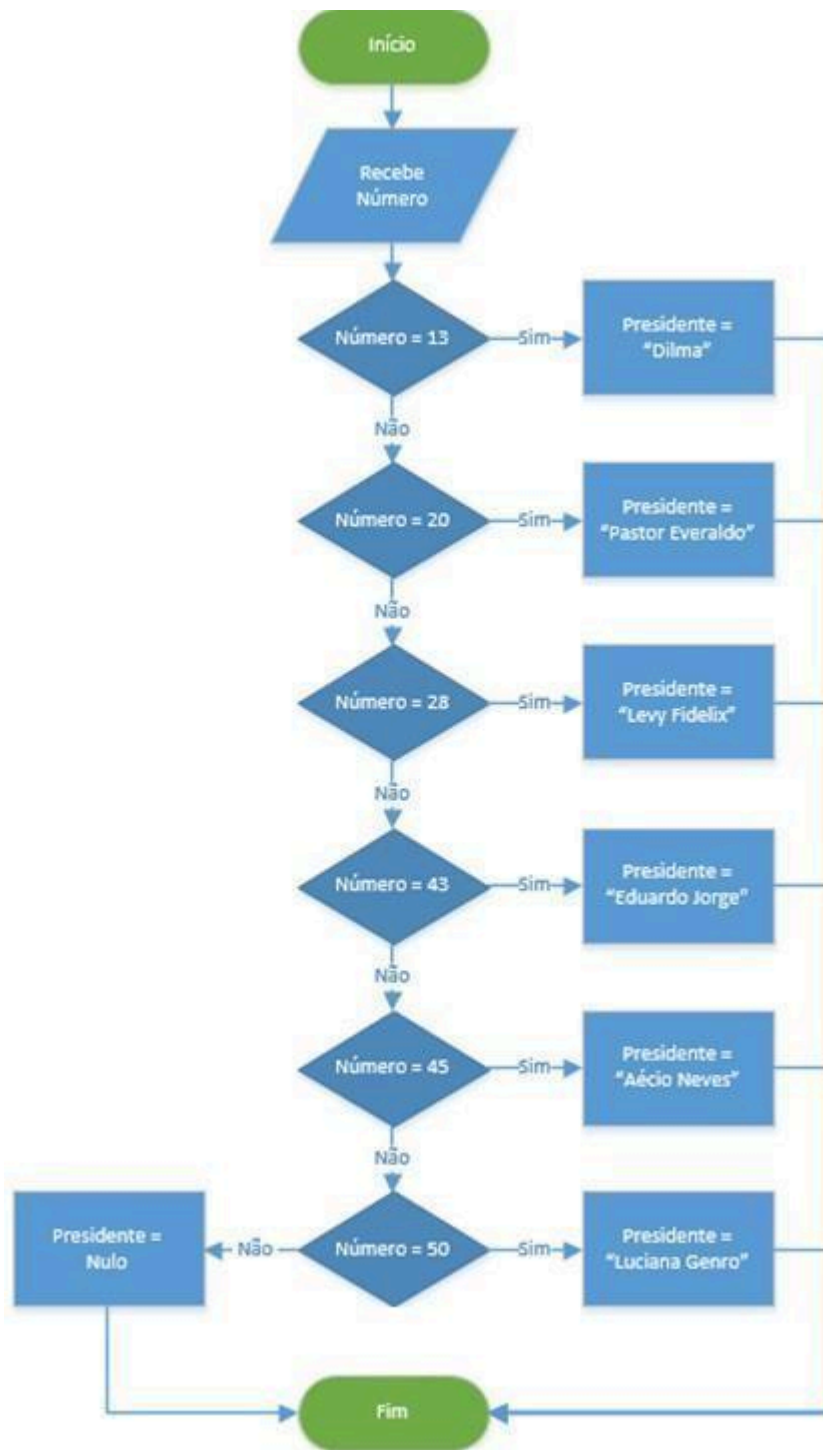 Início
Recebe
Número
Número = 13
Sim
Presidente =
“Dilma”
Não
Número = 20
Sim
Presidente =
“Pastor Everaldo”
Não
Número = 28
Sim
Presidente =
“Levy Fidelix”
Não
Número = 43
Sim
Presidente =
“Eduardo Jorge”
Não
Número = 45
Sim
Presidente =
“Aécio Neves”
Não
Presidente =
Nulo
Não
Número = 50
Sim
Presidente =
“Luciana Genro”
Fim